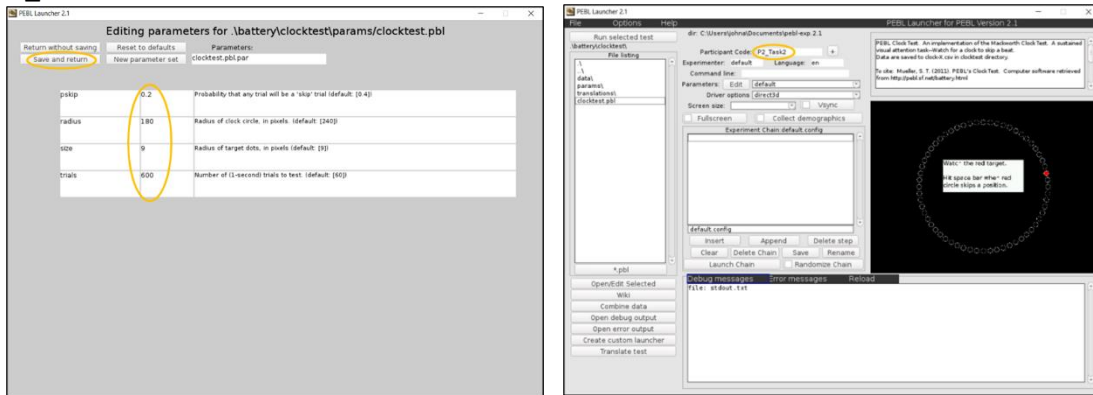 PEBL Launcher 2.1
Editing parameters for .\battery\clocktest\params/clocktest.pbl.par
Return without saving Reset to defaults Parameters:
Save and return New parameter set clocktest.pbl.par
pskip 0.2 Probability that any trial will be a 'skip' trial (default: [0.4])
radius 180 Radius of clock circle, in pixels. (default: [240])
size 9 Radius of target dots, in pixels (default: [9])
trials 600 Number of (1-second) trials to test. (default: [60])
PEBL Launcher 2.1
File Options Help PEBL Launcher for PEBL Version 2.1
Run selected test
\battery\clocktest\
File listing
.\
..\
data\
params\
translations\
clocktest.pbl
*.pbl
Open/Edit Selected
Wiki
Combine data
Open debug output
Open error output
Create custom launcher
Translate test
dir: C:\Users\johna\Documents\pebl-exp.2.1
Participant Code: P2_Task2 +
Experimenter: default Language: en
Command line:
Parameters: Edit default
Driver options direct3d
Screen size: Vsync
Fullscreen Collect demographics
Experiment Chain:default.config
default.config
Insert Append Delete step
Clear Delete Chain Save Rename
Launch Chain Randomize Chain
PEBL Clock Test. An implementation of the Mackworth Clock Test. A sustained
visual attention task--Watch for a clock to skip a beat.
Data are saved to clock-X.csv in clocktest directory.
To cite: Mueller, S. T. (2011) PEBL's Clock Test. Computer software retrieved
from http://pebl.sf.net/battery.html
Watch the red target.
Hit space bar when red
circle skips a position.
Debug messages Error messages Reload
file: stdout.txt